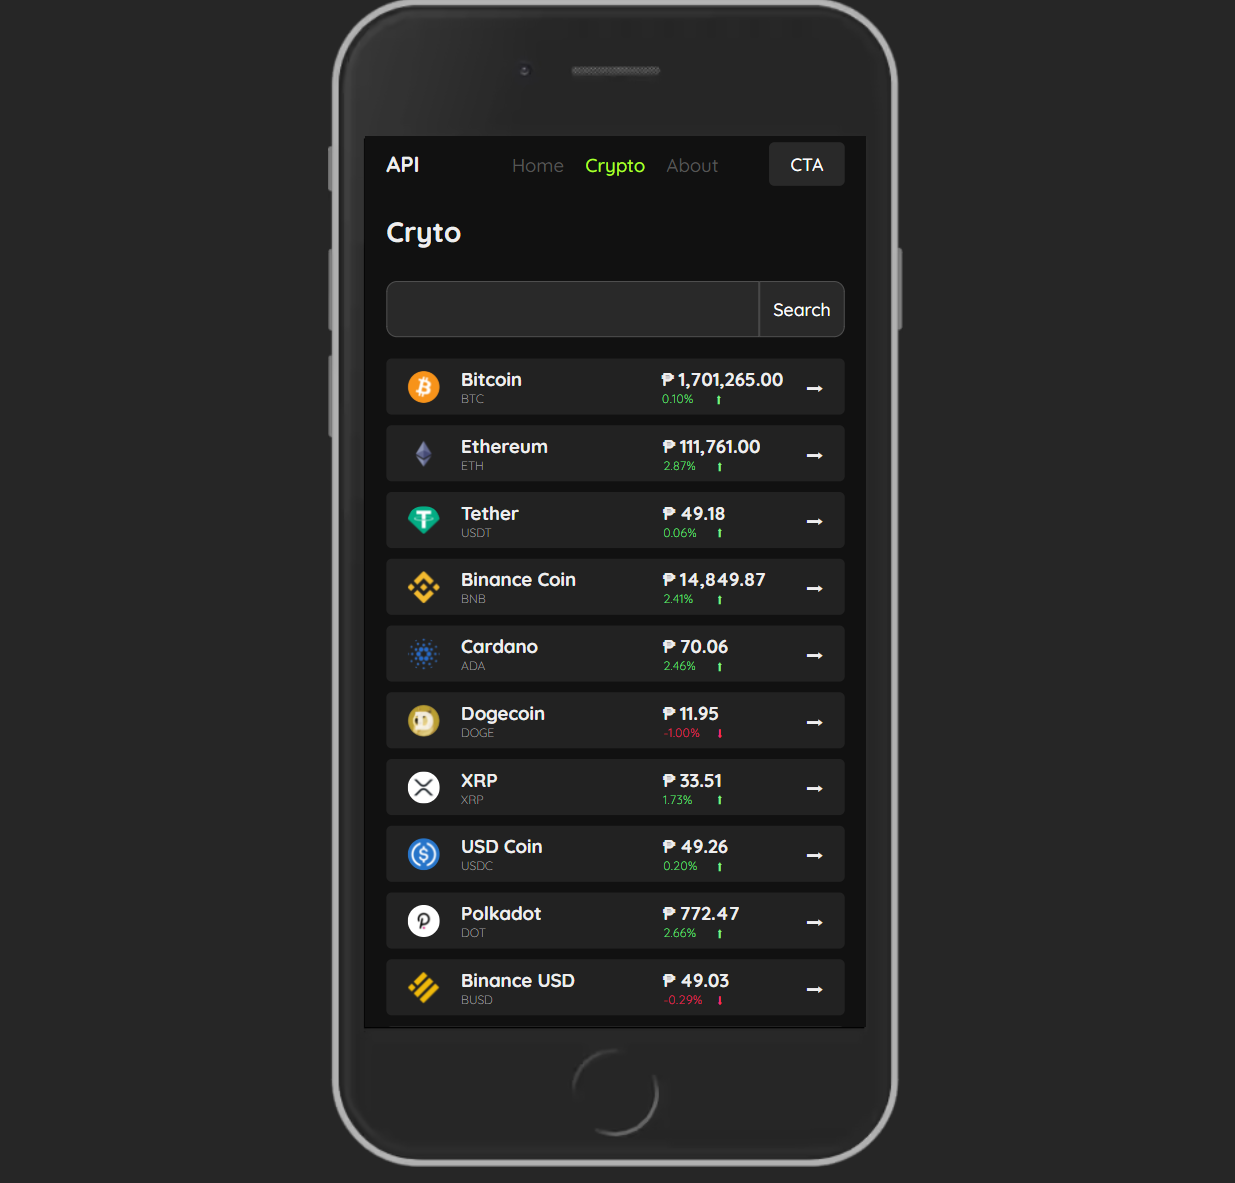 API Home Crypto About CTA
Cryto
Search
Bitcoin ₱ 1,701,265.00
BTC 0.10%
Ethereum ₱ 111,761.00
ETH 2.87%
Tether ₱ 49.18
USDT 0.06%
Binance Coin ₱ 14,849.87
BNB 2.41%
Cardano ₱ 70.06
ADA 2.46%
Dogecoin ₱ 11.95
DOGE -1.00%
XRP ₱ 33.51
XRP 1.73%
USD Coin ₱ 49.26
USDC 0.20%
Polkadot ₱ 772.47
DOT 2.66%
Binance USD ₱ 49.03
BUSD -0.29%